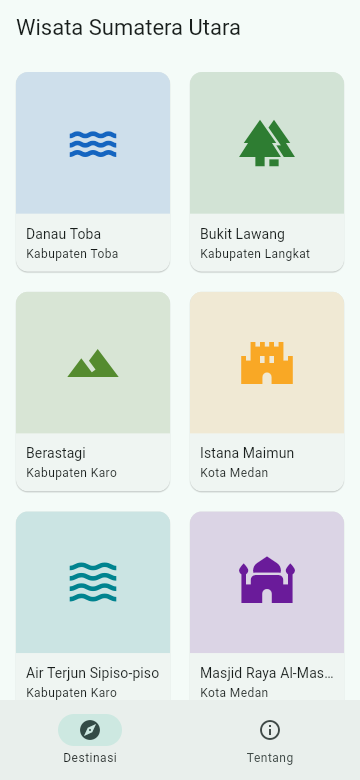 Wisata Sumatera Utara
Danau Toba
Kabupaten Toba
Bukit Lawang
Kabupaten Langkat
Berastagi
Kabupaten Karo
Istana Maimun
Kota Medan
Air Terjun Sipiso-piso
Kabupaten Karo
Masjid Raya Al-Mas...
Kota Medan
Destinasi
Tentang